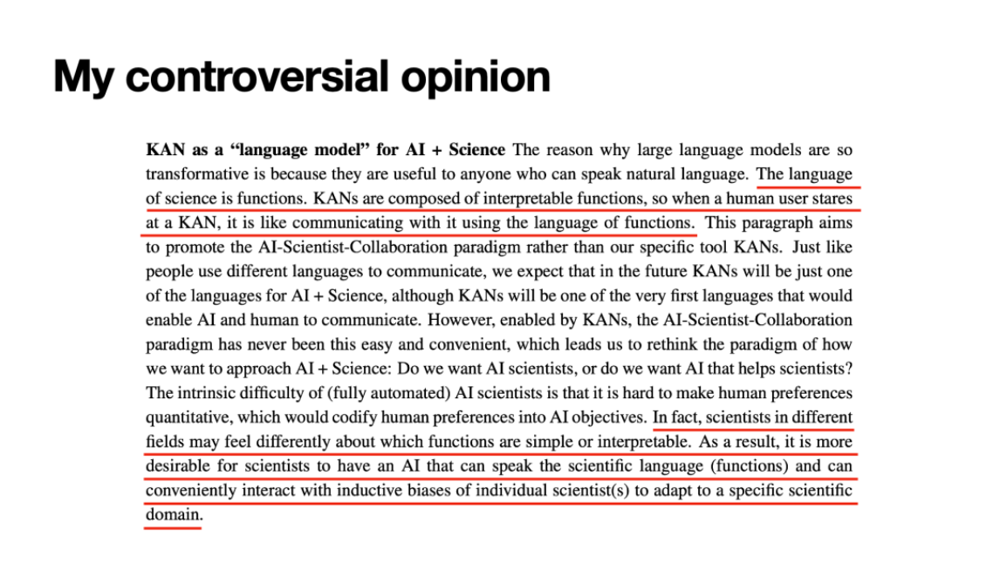 My controversial opinion
KAN as a “language model” for AI + Science The reason why large language models are so
transformative is because they are useful to anyone who can speak natural language. The language
of science is functions. KANs are composed of interpretable functions, so when a human user stares
at a KAN, it is like communicating with it using the language of functions. This paragraph aims
to promote the AI-Scientist-Collaboration paradigm rather than our specific tool KANs. Just like
people use different languages to communicate, we expect that in the future KANs will be just one
of the languages for AI + Science, although KANs will be one of the very first languages that would
enable AI and human to communicate. However, enabled by KANs, the AI-Scientist-Collaboration
paradigm has never been this easy and convenient, which leads us to rethink the paradigm of how
we want to approach AI + Science: Do we want AI scientists, or do we want AI that helps scientists?
The intrinsic difficulty of (fully automated) AI scientists is that it is hard to make human preferences
quantitative, which would codify human preferences into AI objectives. In fact, scientists in different
fields may feel differently about which functions are simple or interpretable. As a result, it is more
desirable for scientists to have an AI that can speak the scientific language (functions) and can
conveniently interact with inductive biases of individual scientist(s) to adapt to a specific scientific
domain.